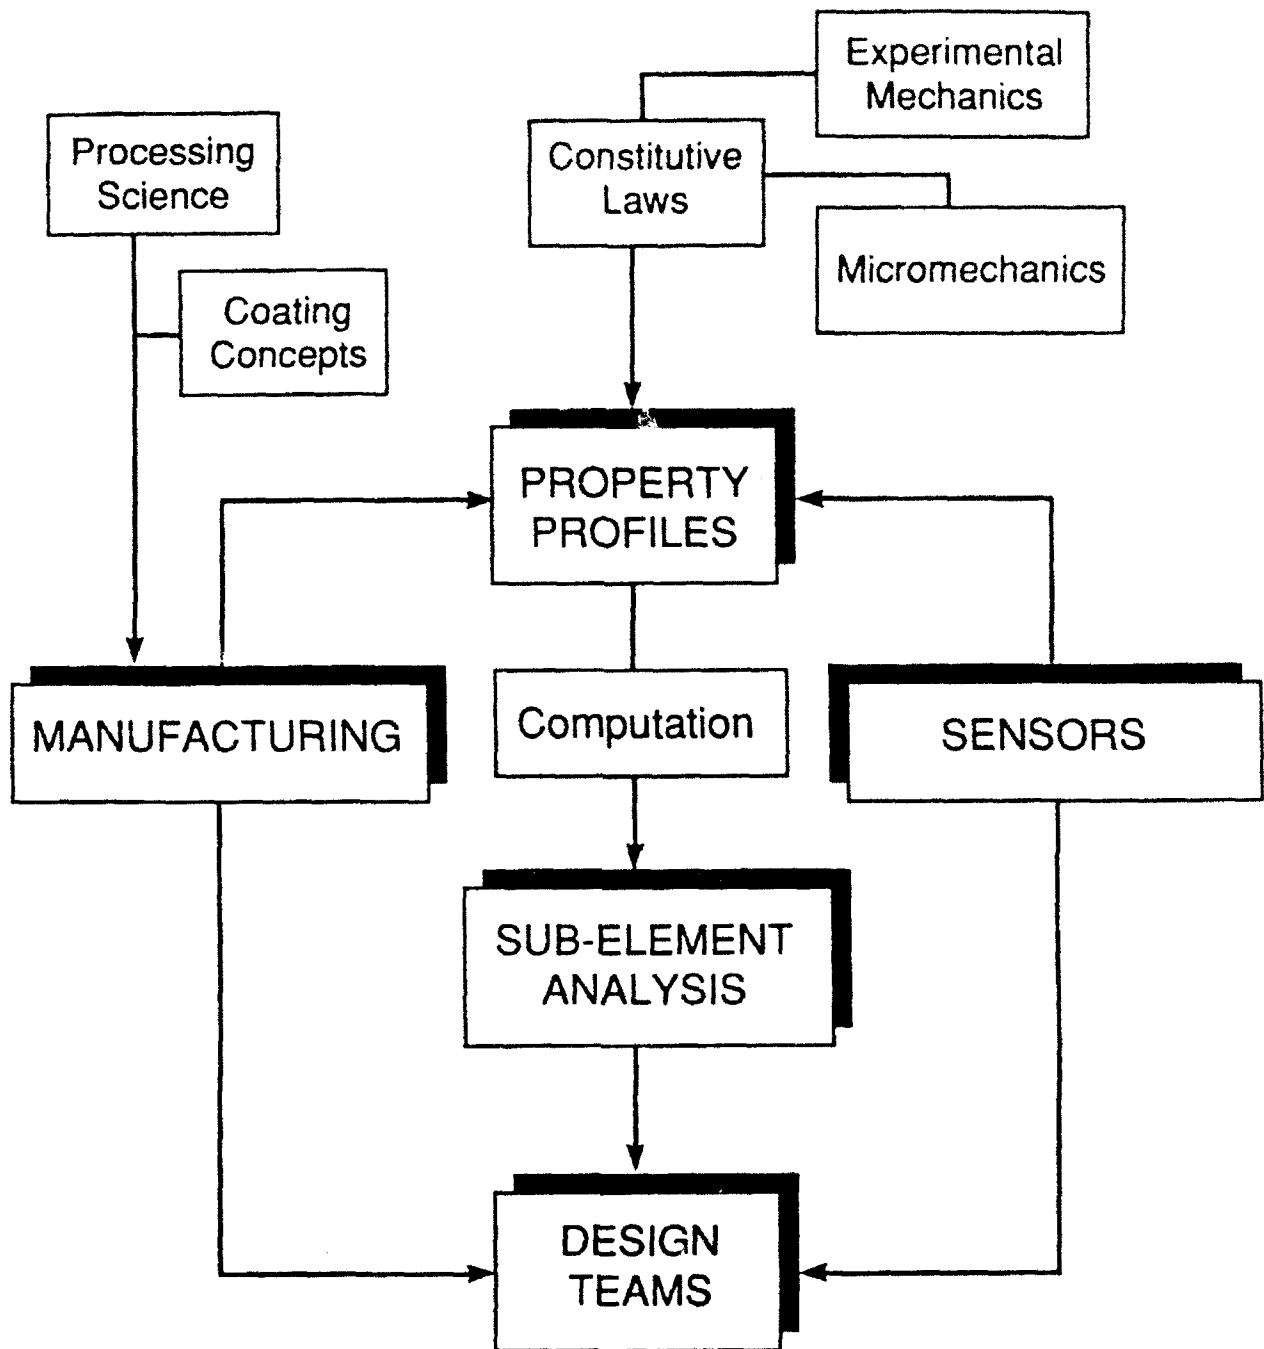 Experimental
Mechanics
Processing
Science
Constitutive
Laws
Micromechanics
Coating
Concepts
PROPERTY
PROFILES
MANUFACTURING
Computation
SENSORS
SUB-ELEMENT
ANALYSIS
DESIGN
TEAMS